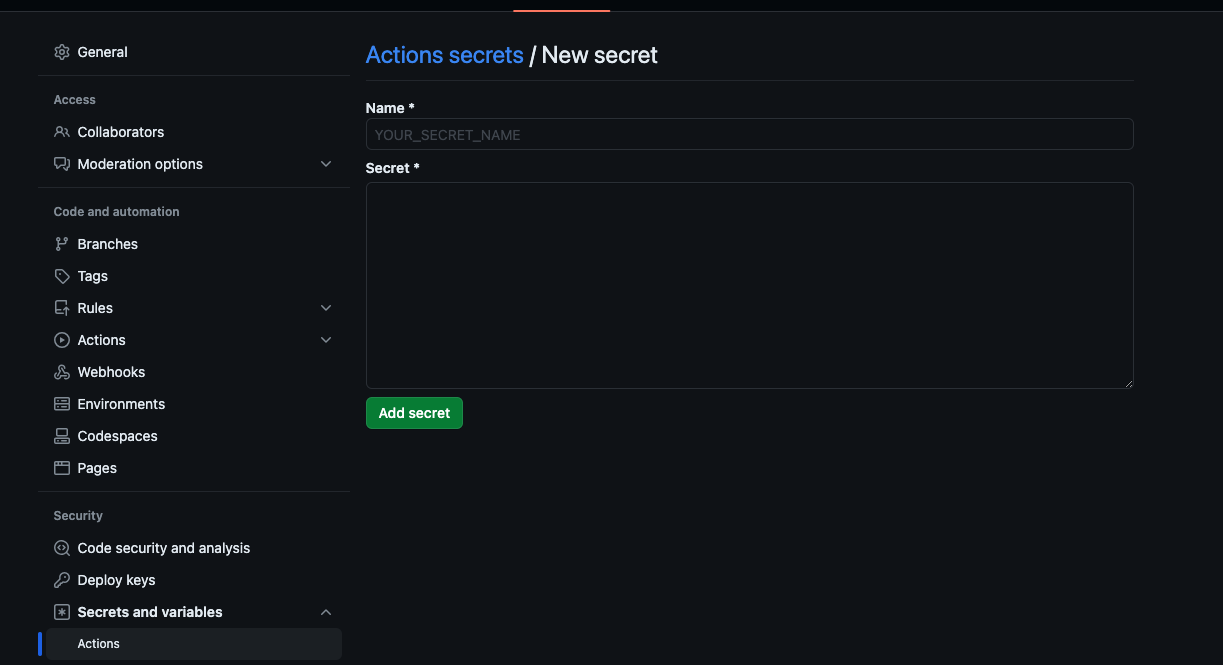 General
Access
Collaborators
Moderation options
Code and automation
Branches
Tags
Rules
Actions
Webhooks
Environments
Codespaces
Pages
Security
Code security and analysis
Deploy keys
Secrets and variables
Actions
Actions secrets / New secret
Name *
YOUR_SECRET_NAME
Secret *
Add secret